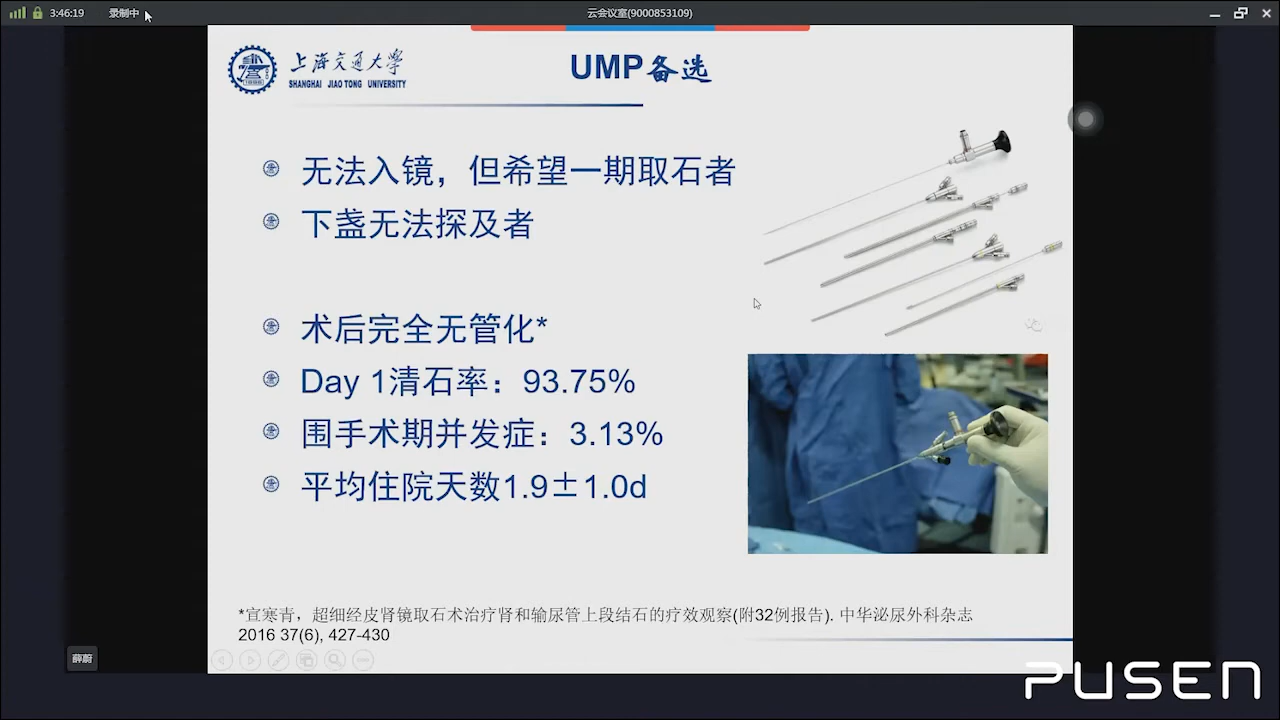 3:46:19
录制中
云会议室(9000853109)
上海交通大学
SHANGHAI JIAO TONG UNIVERSITY
UMP备选
无法入镜，但希望一期取石者
下盏无法探及者
术后完全无管化*
Day 1清石率：93.75%
围手术期并发症：3.13%
平均住院天数1.9±1.0d
*宣寒青，超细经皮肾镜取石术治疗肾和输尿管上段结石的疗效观察(附32例报告). 中华泌尿外科杂志
2016 37(6), 427-430
薛蔚
PUSEN